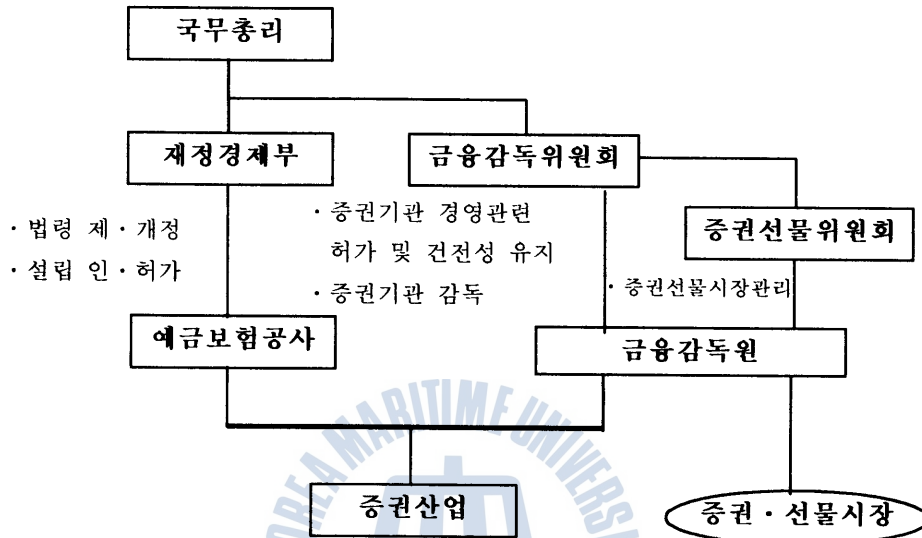 국무총리
재정경제부
금융감독위원회
· 법령 제 · 개정
· 설립 인 · 허가
· 증권기관 경영관련
허가 및 건전성 유지
· 증권기관 감독
증권선물위원회
· 증권선물시장관리
예금보험공사
금융감독원
KOREA MARITIME UNIVERS
증권산업
증권 · 선물시장